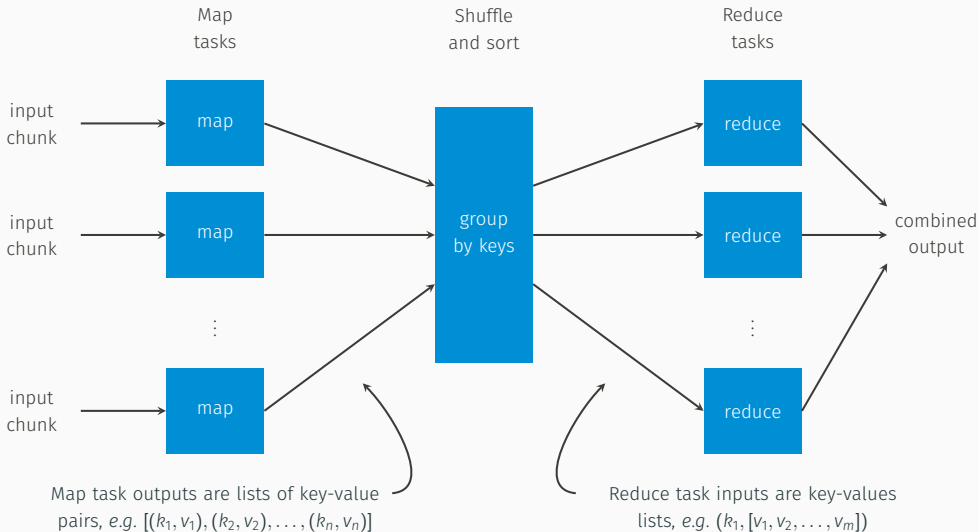 Map
tasks
Shuffle
and sort
Reduce
tasks
input
chunk
map
reduce
input
chunk
map
group
by keys
reduce
combined
output
⋮
⋮
input
chunk
map
reduce
Map task outputs are lists of key-value
pairs, e.g. [(k₁, v₁), (k₂, v₂), . . . , (kₙ, vₙ)]
Reduce task inputs are key-values
lists, e.g. (k₁, [v₁, v₂, . . . , vₘ])